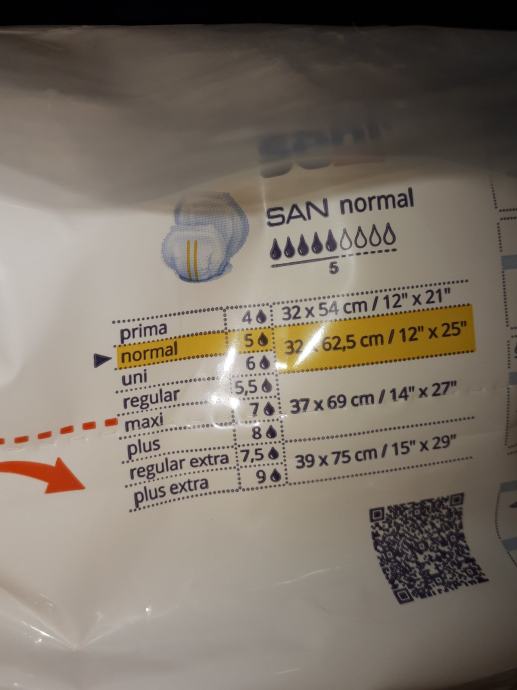 SAN normal
5
prima 4 32 x 54 cm / 12" x 21"
normal 5 32 x 62,5 cm / 12" x 25"
uni 6
regular 5,5 37 x 69 cm / 14" x 27"
maxi 7
plus 8
regular extra 7,5 39 x 75 cm / 15" x 29"
plus extra 9